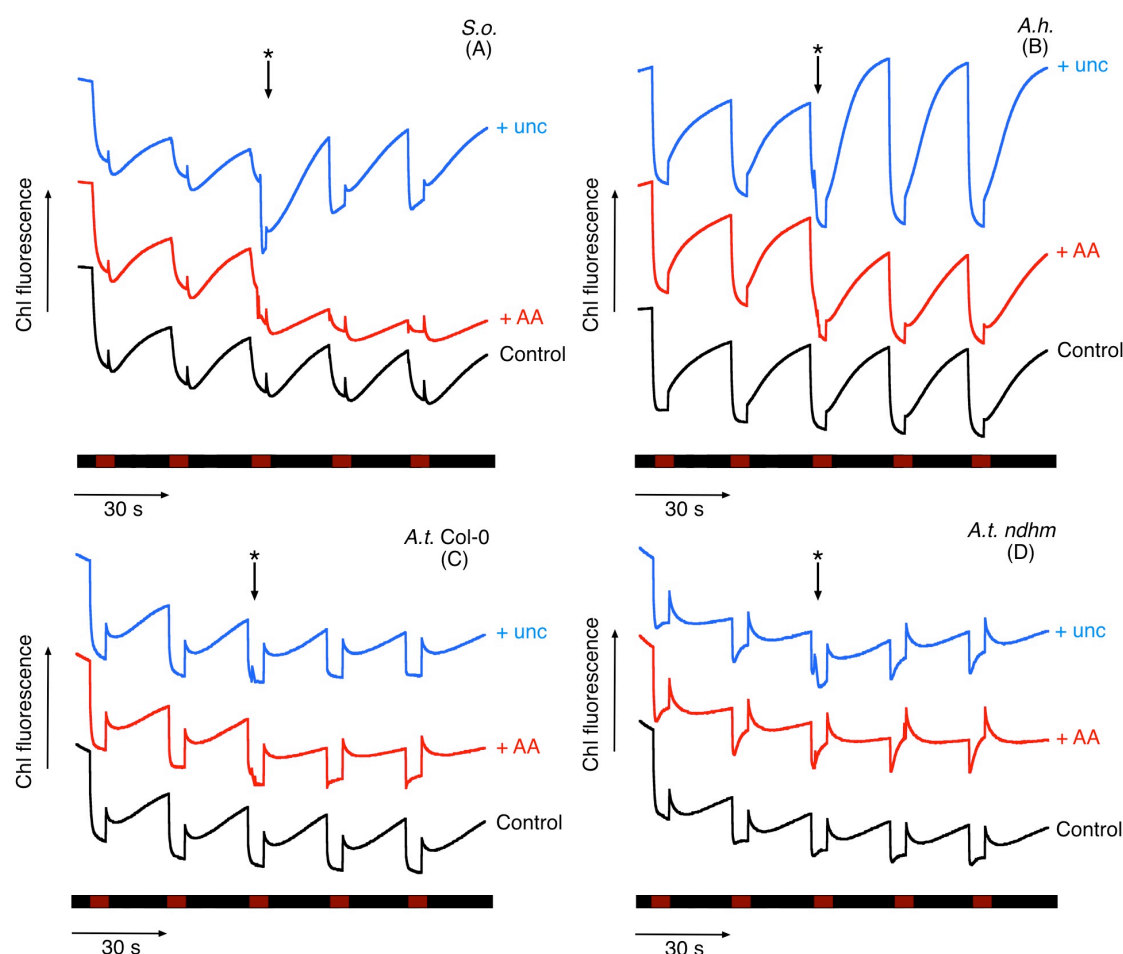 S.o.
(A)
*
+ unc
+ AA
Control
Chl fluorescence
30 s
A.h.
(B)
*
+ unc
+ AA
Control
Chl fluorescence
30 s
A.t. Col-0
(C)
*
+ unc
+ AA
Control
Chl fluorescence
30 s
A.t. ndhm
(D)
*
+ unc
+ AA
Control
Chl fluorescence
30 s